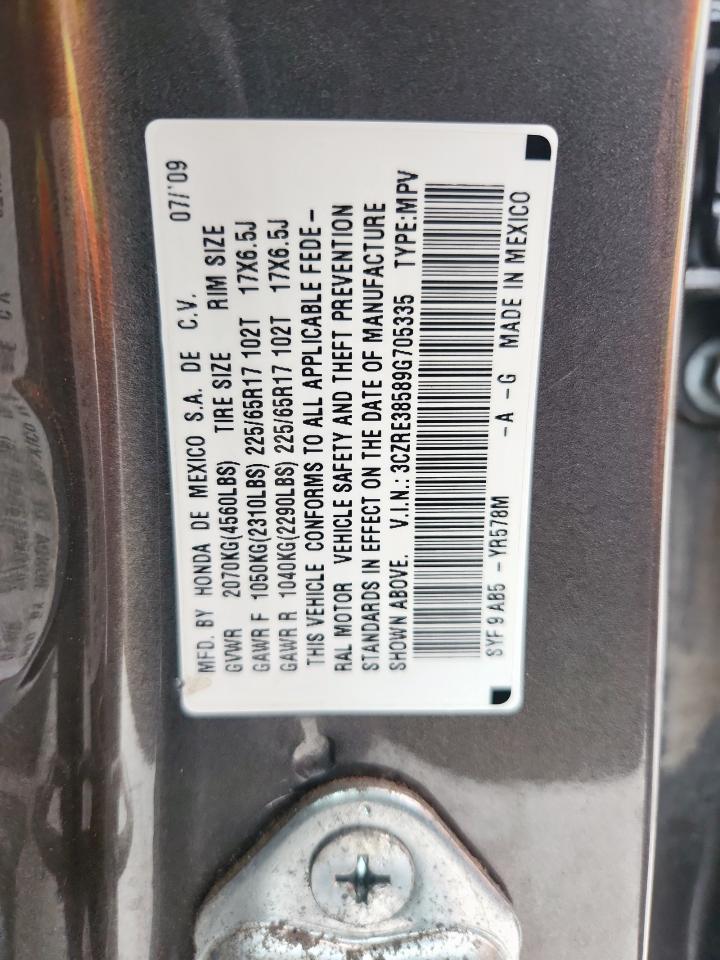 MFD. BY HONDA DE MEXICO S.A. DE C.V. 07/'09
GVWR 2070KG(4560LBS) TIRE SIZE RIM SIZE
GAWR F 1050KG(2310LBS) 225/65R17 102T 17X6.5J
GAWR R 1040KG(2290LBS) 225/65R17 102T 17X6.5J
THIS VEHICLE CONFORMS TO ALL APPLICABLE FEDE-
RAL MOTOR VEHICLE SAFETY AND THEFT PREVENTION
STANDARDS IN EFFECT ON THE DATE OF MANUFACTURE
SHOWN ABOVE. V.I.N.: 3CZRE38589G705335 TYPE:MPV
SYF9 AB5 -YR578M -A -G MADE IN MEXICO